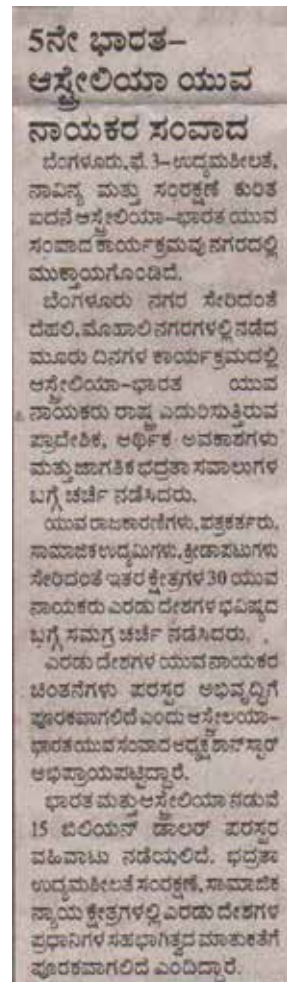 5ನೇ ಭಾರತ–
ಆಸ್ಟ್ರೇಲಿಯಾ ಯುವ
ನಾಯಕರ ಸಂವಾದ
ಬೆಂಗಳೂರು, ಫೆ. 3–ಉದ್ಯಮಶೀಲತೆ,
ನಾವಿನ್ಯ ಮತ್ತು ಸಂರಕ್ಷಣೆ ಕುರಿತ
ಐದನೆ ಆಸ್ಟ್ರೇಲಿಯಾ–ಭಾರತ ಯುವ
ಸಂವಾದ ಕಾರ್ಯಕ್ರಮವು ನಗರದಲ್ಲಿ
ಮುಕ್ತಾಯಗೊಂಡಿದೆ.
ಬೆಂಗಳೂರು ನಗರ ಸೇರಿದಂತೆ
ದೆಹಲಿ, ಮೊಹಾಲಿ ನಗರಗಳಲ್ಲಿ ನಡೆದ
ಮೂರು ದಿನಗಳ ಕಾರ್ಯಕ್ರಮದಲ್ಲಿ
ಆಸ್ಟ್ರೇಲಿಯಾ–ಭಾರತ ಯುವ
ನಾಯಕರು ರಾಷ್ಟ್ರ ಎದುರಿಸುತ್ತಿರುವ
ಪ್ರಾದೇಶಿಕ, ಆರ್ಥಿಕ ಅವಕಾಶಗಳು
ಮತ್ತು ಜಾಗತಿಕ ಭದ್ರತಾ ಸವಾಲುಗಳ
ಬಗ್ಗೆ ಚರ್ಚೆ ನಡೆಸಿದರು.
ಯುವ ರಾಜಕಾರಣಿಗಳು, ಪತ್ರಕರ್ತರು,
ಸಾಮಾಜಿಕ ಉದ್ಯಮಿಗಳು, ಕ್ರೀಡಾಪಟುಗಳು
ಸೇರಿದಂತೆ ಇತರ ಕ್ಷೇತ್ರಗಳ 30 ಯುವ
ನಾಯಕರು ಎರಡು ದೇಶಗಳ ಭವಿಷ್ಯದ
ಬಗ್ಗೆ ಸಮಗ್ರ ಚರ್ಚೆ ನಡೆಸಿದರು.
ಎರಡು ದೇಶಗಳ ಯುವ ನಾಯಕರ
ಚಿಂತನೆಗಳು ಪರಸ್ಪರ ಅಭಿವೃದ್ಧಿಗೆ
ಪೂರಕವಾಗಲಿದೆ ಎಂದು ಆಸ್ಟ್ರೇಲಯಾ–
ಭಾರತ ಯುವ ಸಂವಾದ ಅಧ್ಯಕ್ಷ ಶಾನ್ ಸ್ಟಾರ್
ಅಭಿಪ್ರಾಯಪಟ್ಟಿದ್ದಾರೆ.
ಭಾರತ ಮತ್ತು ಆಸ್ಟ್ರೇಲಿಯಾ ನಡುವೆ
15 ಬಿಲಿಯನ್ ಡಾಲರ್ ಪರಸ್ಪರ
ವಹಿವಾಟು ನಡೆಯಲಿದೆ. ಭದ್ರತಾ
ಉದ್ಯಮಶೀಲತೆ ಸಂರಕ್ಷಣೆ, ಸಾಮಾಜಿಕ
ನ್ಯಾಯ ಕ್ಷೇತ್ರಗಳಲ್ಲಿ ಎರಡು ದೇಶಗಳ
ಪ್ರಧಾನಿಗಳ ಸಹಭಾಗಿತ್ವದ ಮಾತುಕತೆಗೆ
ಪೂರಕವಾಗಲಿದೆ ಎಂದಿದ್ದಾರೆ.